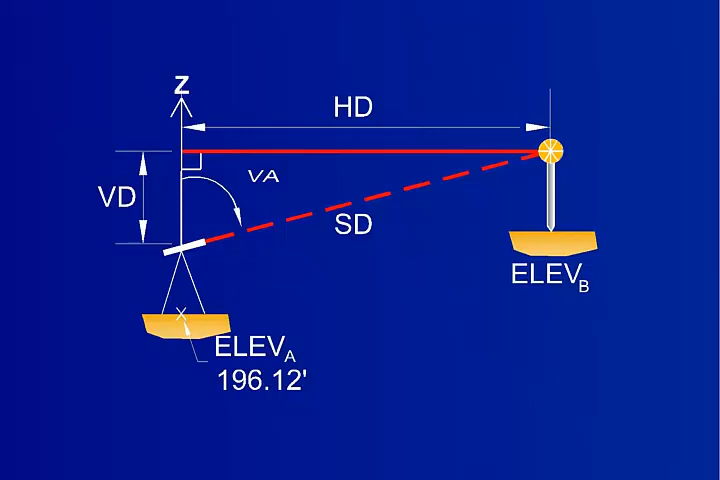 Z
HD
VA
VD
SD
ELEVB
X
ELEVA
196.12'